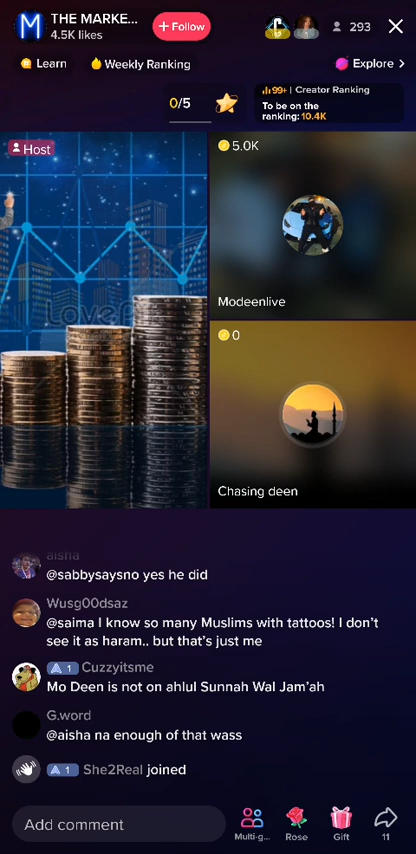 THE MARKE...
4.5K likes
+ Follow
293
Learn
Weekly Ranking
Explore >
0/5
99+ | Creator Ranking
To be on the
ranking: 10.4K
Host
5.0K
Modeenlive
0
Chasing deen
aisha
@sabbysaysno yes he did
Wusg00dsaz
@saima I know so many Muslims with tattoos! I don't
see it as haram.. but that's just me
1 Cuzzyitsme
Mo Deen is not on ahlul Sunnah Wal Jam'ah
G.word
@aisha na enough of that wass
1 She2Real joined
Add comment
Multi-g...
Rose
Gift
11